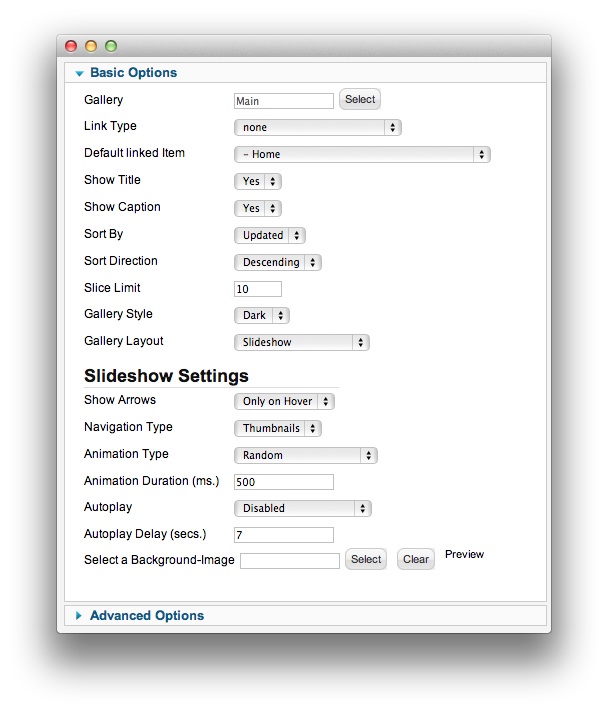 Basic Options
Gallery Main Select
Link Type none
Default linked Item – Home
Show Title Yes
Show Caption Yes
Sort By Updated
Sort Direction Descending
Slice Limit 10
Gallery Style Dark
Gallery Layout Slideshow
Slideshow Settings
Show Arrows Only on Hover
Navigation Type Thumbnails
Animation Type Random
Animation Duration (ms.) 500
Autoplay Disabled
Autoplay Delay (secs.) 7
Select a Background-Image Select Clear Preview
Advanced Options